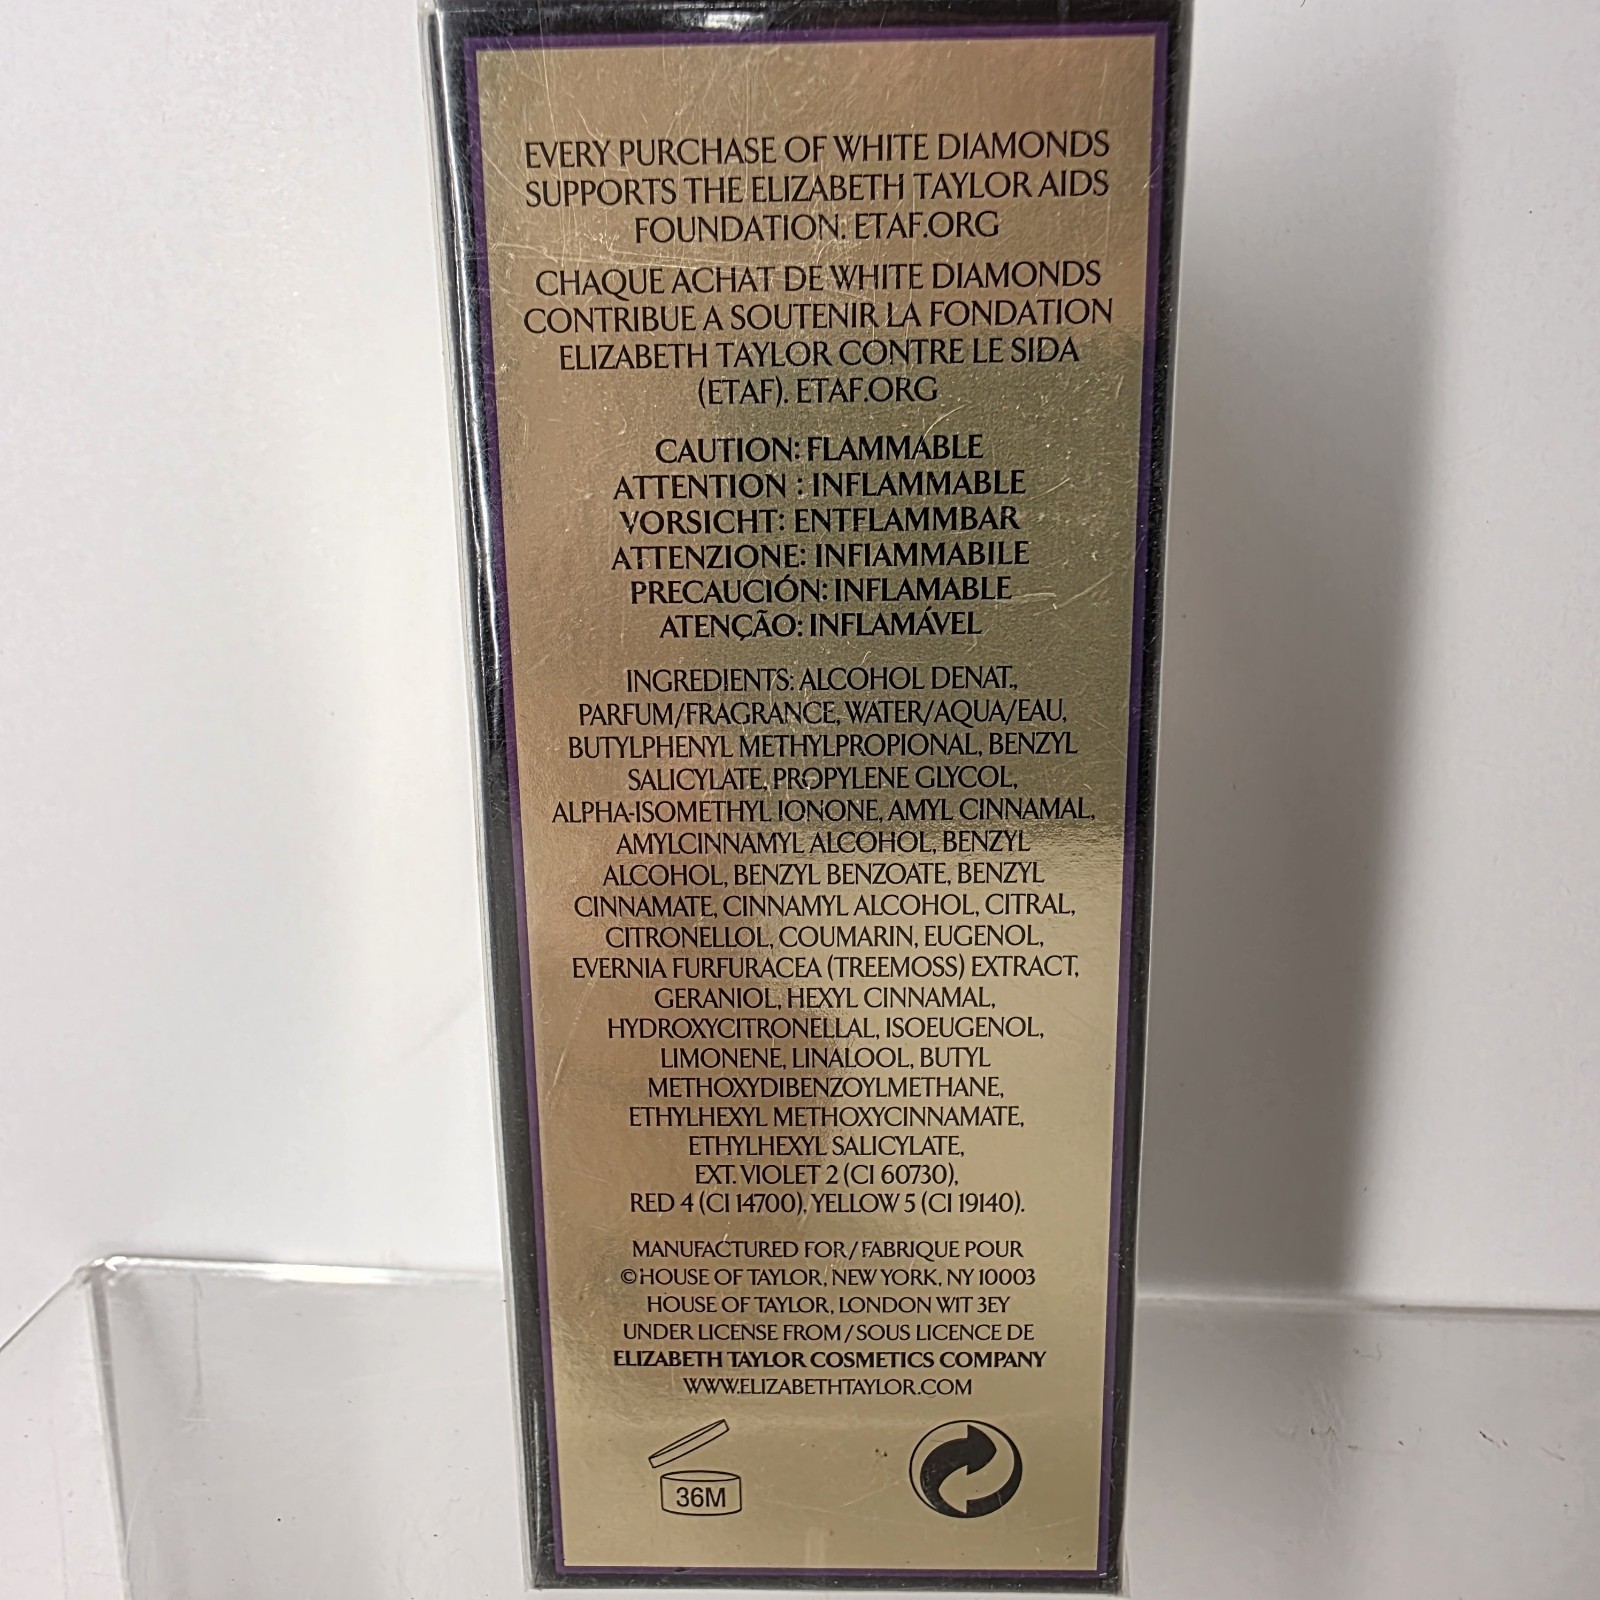 EVERY PURCHASE OF WHITE DIAMONDS
SUPPORTS THE ELIZABETH TAYLOR AIDS
FOUNDATION. ETAF.ORG
CHAQUE ACHAT DE WHITE DIAMONDS
CONTRIBUE A SOUTENIR LA FONDATION
ELIZABETH TAYLOR CONTRE LE SIDA
(ETAF). ETAF.ORG
CAUTION: FLAMMABLE
ATTENTION : INFLAMMABLE
VORSICHT: ENTFLAMMBAR
ATTENZIONE: INFIAMMABILE
PRECAUCIÓN: INFLAMABLE
ATENÇÃO: INFLAMÁVEL
INGREDIENTS: ALCOHOL DENAT.,
PARFUM/FRAGRANCE, WATER/AQUA/EAU,
BUTYLPHENYL METHYLPROPIONAL, BENZYL
SALICYLATE, PROPYLENE GLYCOL,
ALPHA-ISOMETHYL IONONE, AMYL CINNAMAL,
AMYLCINNAMYL ALCOHOL, BENZYL
ALCOHOL, BENZYL BENZOATE, BENZYL
CINNAMATE, CINNAMYL ALCOHOL, CITRAL,
CITRONELLOL, COUMARIN, EUGENOL,
EVERNIA FURFURACEA (TREEMOSS) EXTRACT,
GERANIOL, HEXYL CINNAMAL,
HYDROXYCITRONELLAL, ISOEUGENOL,
LIMONENE, LINALOOL, BUTYL
METHOXYDIBENZOYLMETHANE,
ETHYLHEXYL METHOXYCINNAMATE,
ETHYLHEXYL SALICYLATE,
EXT. VIOLET 2 (CI 60730),
RED 4 (CI 14700), YELLOW 5 (CI 19140).
MANUFACTURED FOR/FABRIQUE POUR
©HOUSE OF TAYLOR, NEW YORK, NY 10003
HOUSE OF TAYLOR, LONDON W1T 3EY
UNDER LICENSE FROM/SOUS LICENCE DE
ELIZABETH TAYLOR COSMETICS COMPANY
WWW.ELIZABETHTAYLOR.COM
36M